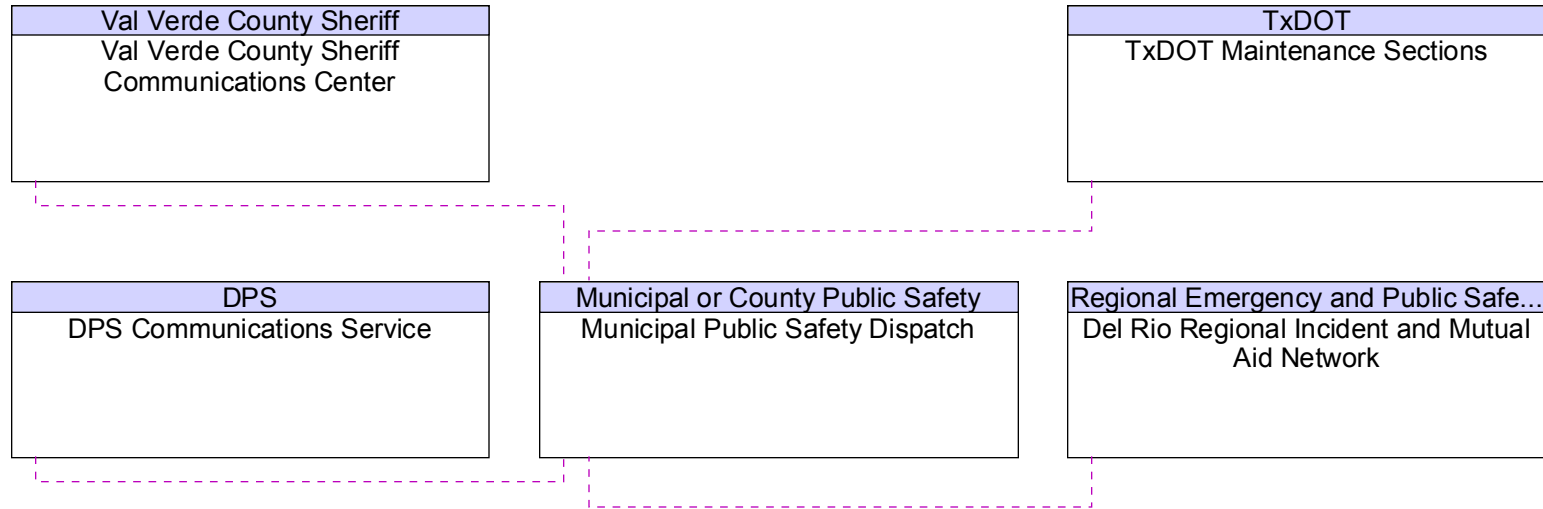 Val Verde County Sheriff
Val Verde County Sheriff
Communications Center
TxDOT
TxDOT Maintenance Sections
DPS
DPS Communications Service
Municipal or County Public Safety
Municipal Public Safety Dispatch
Regional Emergency and Public Safe...
Del Rio Regional Incident and Mutual
Aid Network